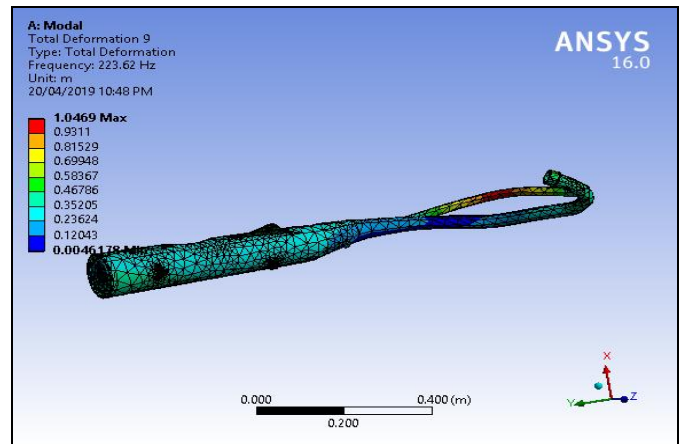 A: Modal
Total Deformation 9
Type: Total Deformation
Frequency: 223.62 Hz
Unit: m
20/04/2019 10:48 PM
ANSYS
16.0
1.0469 Max
0.9311
0.81529
0.69948
0.58367
0.46786
0.35205
0.23624
0.12043
0.0046178
0.000
0.400 (m)
0.200
X
Y
Z